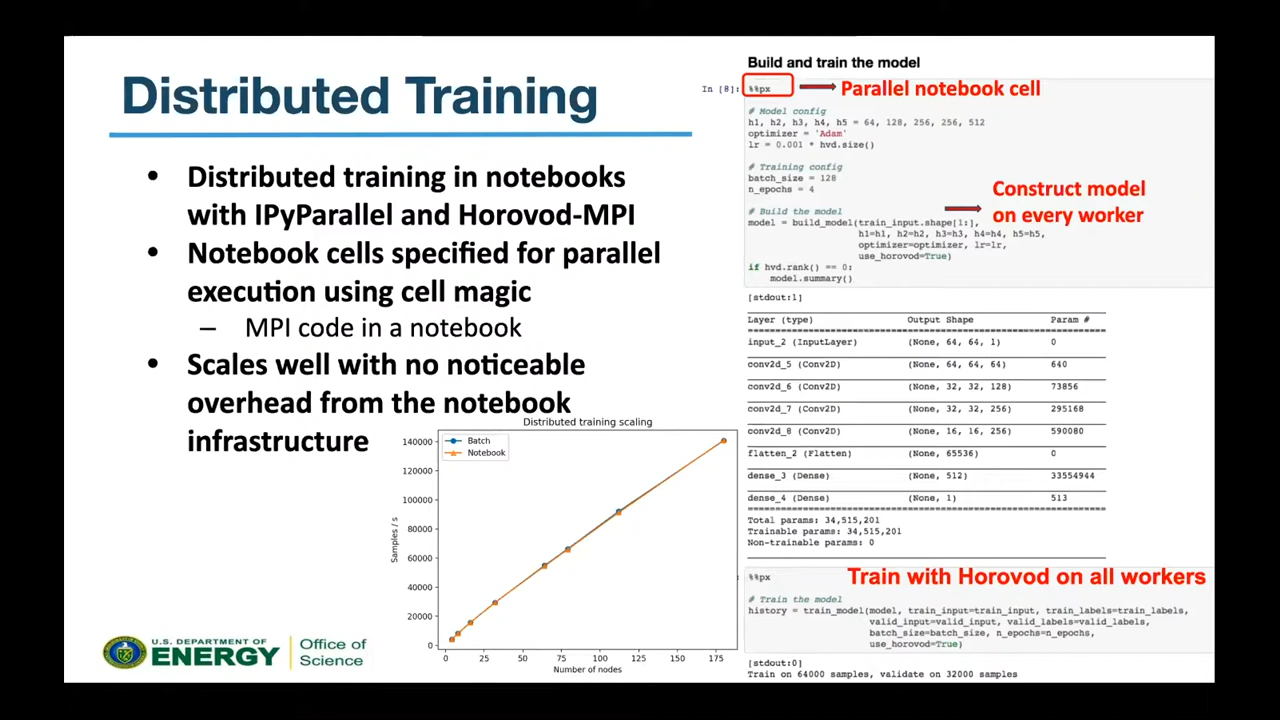 Distributed Training
• Distributed training in notebooks
with IPyParallel and Horovod-MPI
• Notebook cells specified for parallel
execution using cell magic
– MPI code in a notebook
• Scales well with no noticeable
overhead from the notebook
infrastructure
Distributed training scaling
Batch
Notebook
140000
120000
100000
80000
60000
40000
20000
0
Samples / s
0 25 50 75 100 125 150 175
Number of nodes
U.S. DEPARTMENT OF
ENERGY
Office of
Science
Build and train the model
In [8]: %%px
Parallel notebook cell
# Model config
h1, h2, h3, h4, h5 = 64, 128, 256, 256, 512
optimizer = 'Adam'
lr = 0.001 * hvd.size()
# Training config
batch_size = 128
n_epochs = 4
Construct model
on every worker
# Build the model
model = build_model(train_input.shape[1:],
h1=h1, h2=h2, h3=h3, h4=h4, h5=h5,
optimizer=optimizer, lr=lr,
use_horovod=True)
if hvd.rank() == 0:
model.summary()
[stdout:1]
Layer (type) Output Shape Param #
input_2 (InputLayer) (None, 64, 64, 1) 0
conv2d_5 (Conv2D) (None, 64, 64, 64) 640
conv2d_6 (Conv2D) (None, 32, 32, 128) 73856
conv2d_7 (Conv2D) (None, 32, 32, 256) 295168
conv2d_8 (Conv2D) (None, 16, 16, 256) 590080
flatten_2 (Flatten) (None, 65536) 0
dense_3 (Dense) (None, 512) 33554944
dense_4 (Dense) (None, 1) 513
Total params: 34,515,201
Trainable params: 34,515,201
Non-trainable params: 0
%%px
Train with Horovod on all workers
# Train the model
history = train_model(model, train_input=train_input, train_labels=train_labels,
valid_input=valid_input, valid_labels=valid_labels,
batch_size=batch_size, n_epochs=n_epochs,
use_horovod=True)
[stdout:0]
Train on 64000 samples, validate on 32000 samples